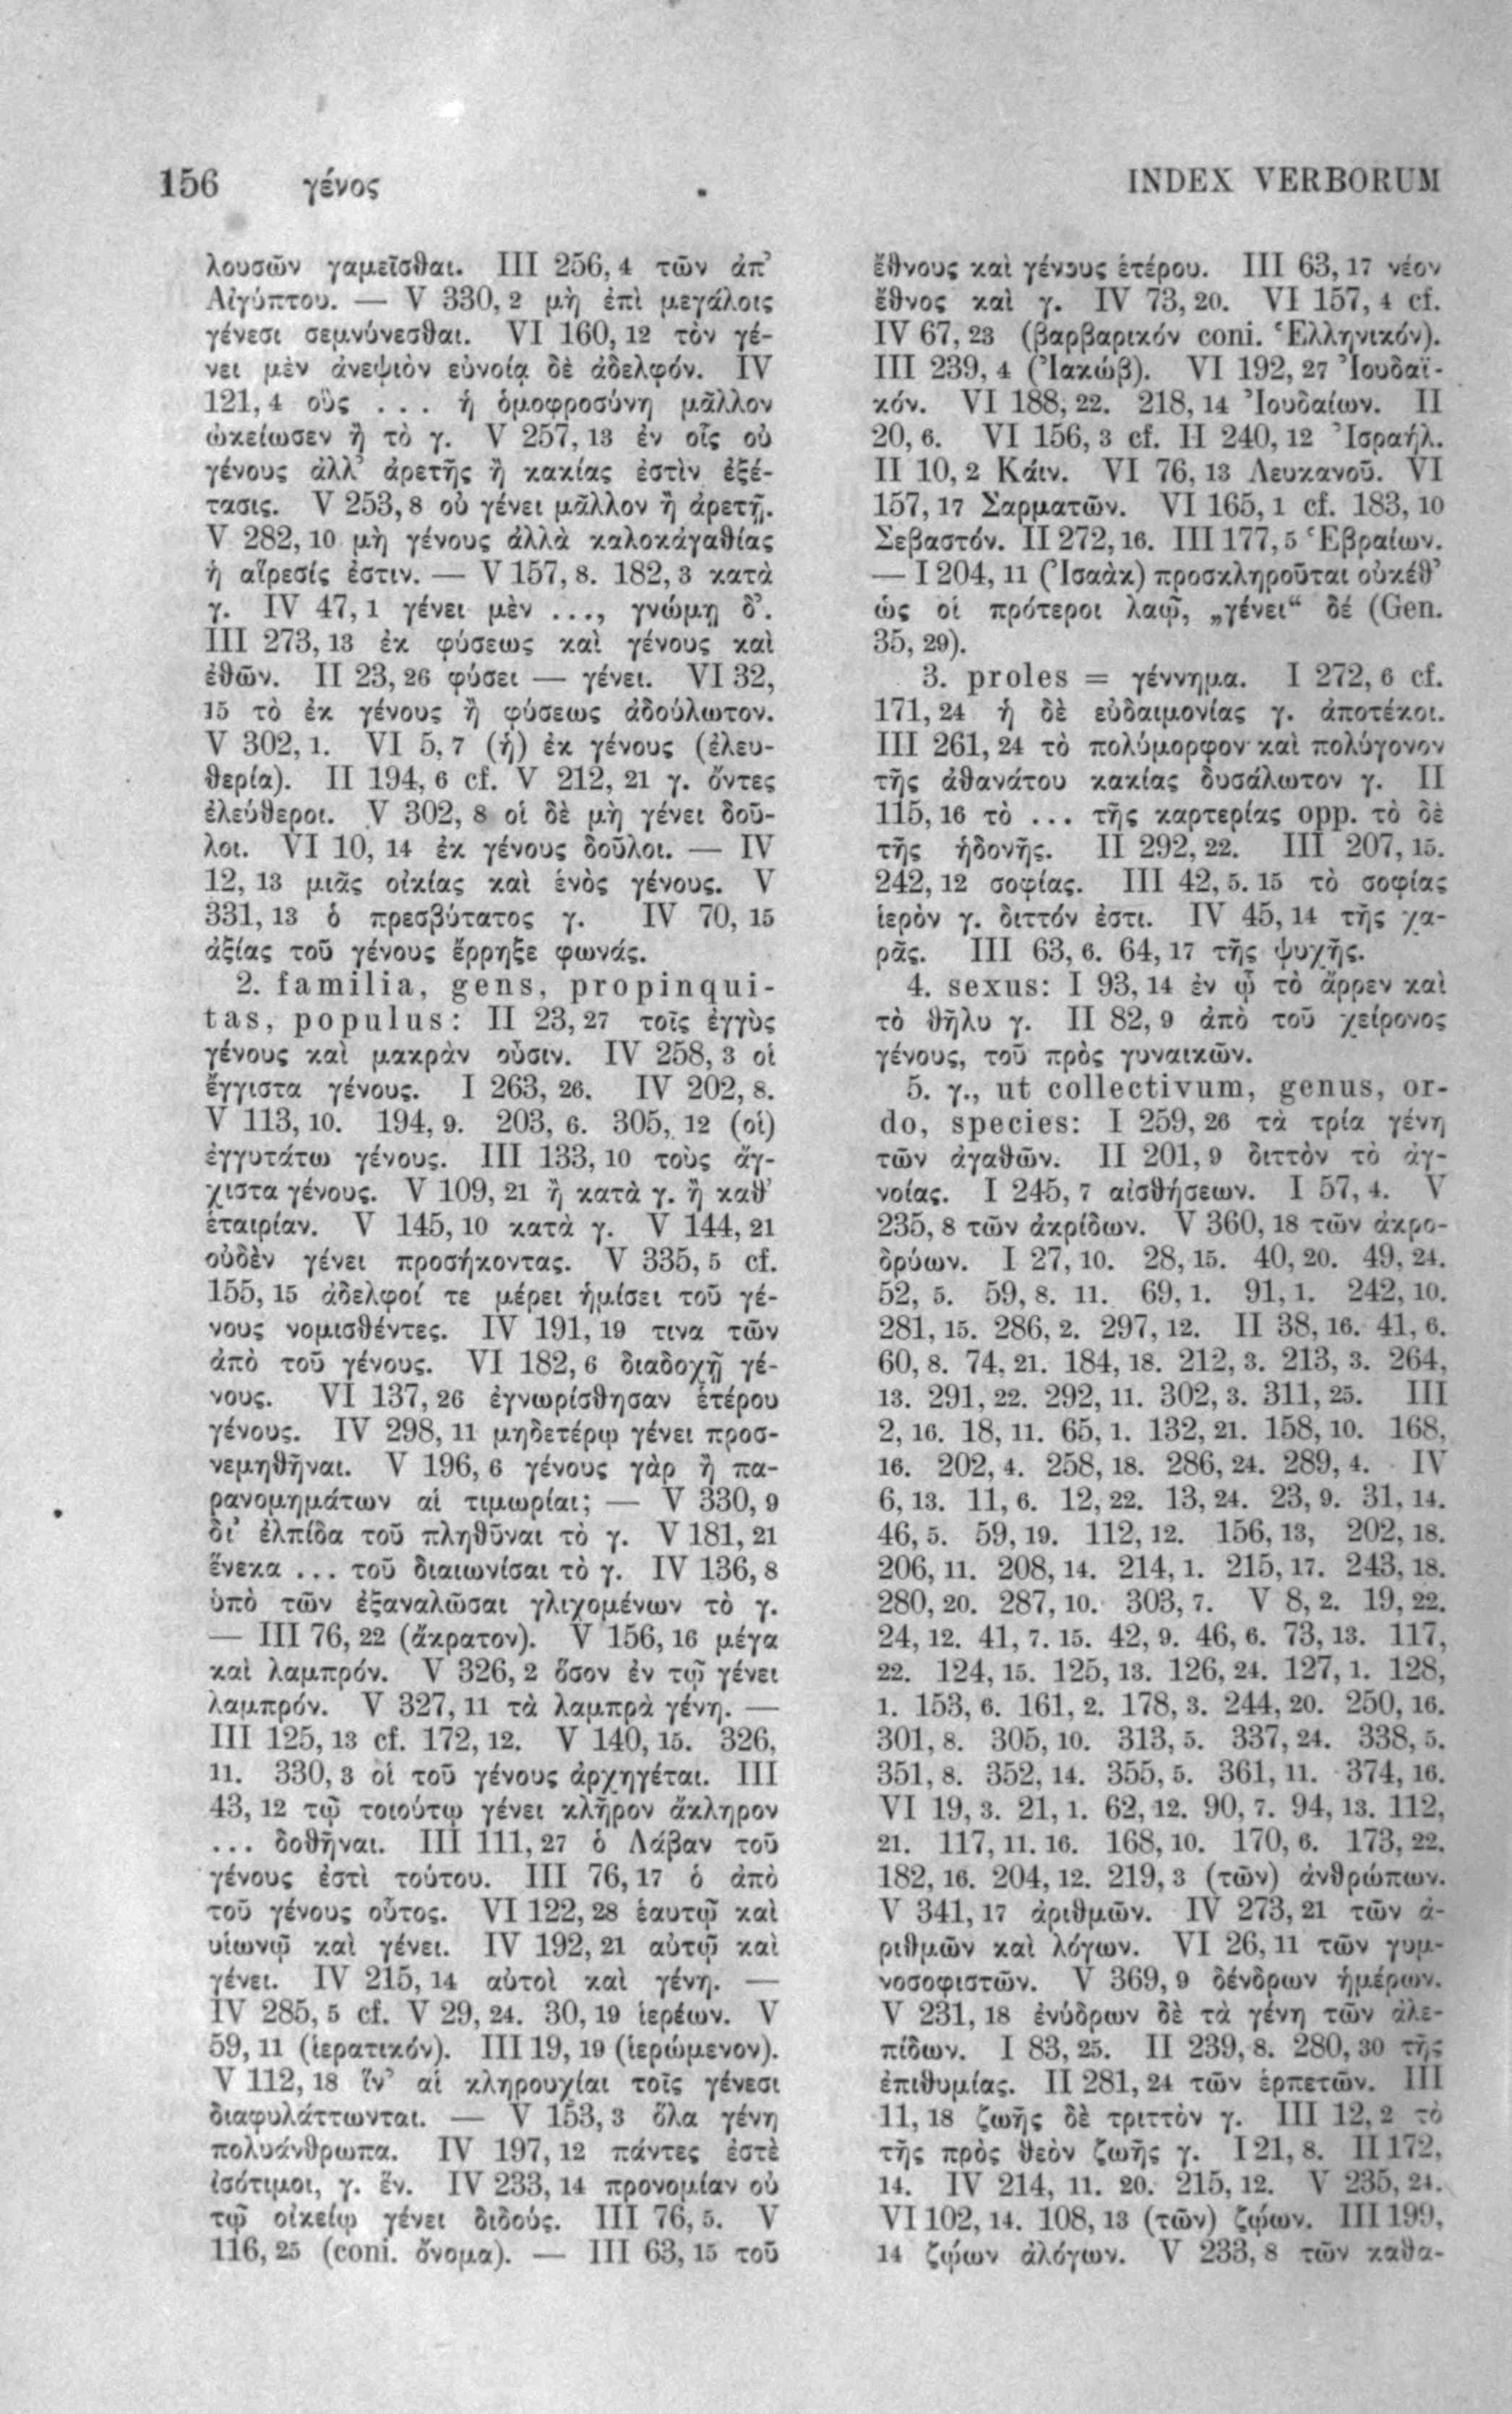 156 γένος INDEX VERBORUM
λουσῶν γαμεῖσθαι. III 256, 4 τῶν ἀπ’
Αἰγύπτου. — V 330, 2 μὴ ἐπὶ μεγάλοις
γένεσι σεμνύνεσθαι. VI 160, 12 τὸν γέ-
νει μὲν ἀνεψιὸν εὐνοίᾳ δὲ ἀδελφόν. IV
121, 4 οὓς ... ἡ ὁμοφροσύνη μᾶλλον
ᾠκείωσεν ἢ τὸ γ. V 257, 13 ἐν οἷς οὐ
γένους ἀλλ’ ἀρετῆς ἢ κακίας ἐστὶν ἐξέ-
τασις. V 253, 8 οὐ γένει μᾶλλον ἢ ἀρετῇ.
V 282, 10 μὴ γένους ἀλλὰ καλοκἀγαθίας
ἡ αἵρεσίς ἐστιν. — V 157, 8. 182, 3 κατὰ
γ. IV 47, 1 γένει μὲν ..., γνώμῃ δ’.
III 273, 13 ἐκ φύσεως καὶ γένους καὶ
ἐθῶν. II 23, 26 φύσει — γένει. VI 32,
15 τὸ ἐκ γένους ἢ φύσεως ἀδούλωτον.
V 302, 1. VI 5, 7 (ἡ) ἐκ γένους (ἐλευ-
θερία). II 194, 6 cf. V 212, 21 γ. ὄντες
ἐλεύθεροι. V 302, 8 οἱ δὲ μὴ γένει δοῦ-
λοι. VI 10, 14 ἐκ γένους δοῦλοι. — IV
12, 13 μιᾶς οἰκίας καὶ ἑνὸς γένους. V
331, 13 ὁ πρεσβύτατος γ. IV 70, 15
ἀξίας τοῦ γένους ἔρρηξε φωνάς.
2. familia, gens, propinqui-
tas, populus: II 23, 27 τοῖς ἐγγὺς
γένους καὶ μακρὰν οὖσιν. IV 258, 3 οἱ
ἔγγιστα γένους. I 263, 26. IV 202, 8.
V 113, 10. 194, 9. 203, 6. 305, 12 (οἱ)
ἐγγυτάτω γένους. III 133, 10 τοὺς ἄγ-
χιστα γένους. V 109, 21 ἢ κατὰ γ. ἢ καθ’
ἑταιρίαν. V 145, 10 κατὰ γ. V 144, 21
οὐδὲν γένει προσήκοντας. V 335, 5 cf.
155, 15 ἀδελφοί τε μέρει ἡμίσει τοῦ γέ-
νους νομισθέντες. IV 191, 19 τινα τῶν
ἀπὸ τοῦ γένους. VI 182, 6 διαδοχῇ γέ-
νους. VI 137, 26 ἐγνωρίσθησαν ἑτέρου
γένους. IV 298, 11 μηδετέρῳ γένει προσ-
νεμηθῆναι. V 196, 6 γένους γὰρ ἢ πα-
ρανομημάτων αἱ τιμωρίαι; — V 330, 9
δι’ ἐλπίδα τοῦ πληθῦναι τὸ γ. V 181, 21
ἕνεκα ... τοῦ διαιωνίσαι τὸ γ. IV 136, 8
ὑπὸ τῶν ἐξαναλῶσαι γλιχομένων τὸ γ.
— III 76, 22 (ἄκρατον). V 156, 16 μέγα
καὶ λαμπρόν. V 326, 2 ὅσον ἐν τῷ γένει
λαμπρόν. V 327, 11 τὰ λαμπρὰ γένη. —
III 125, 13 cf. 172, 12. V 140, 15. 326,
11. 330, 3 οἱ τοῦ γένους ἀρχηγέται. III
43, 12 τῷ τοιούτῳ γένει κλῆρον ἄκληρον
... δοθῆναι. III 111, 27 ὁ Λάβαν τοῦ
γένους ἐστὶ τούτου. III 76, 17 ὁ ἀπὸ
τοῦ γένους οὗτος. VI 122, 28 ἑαυτῷ καὶ
υἱωνῷ καὶ γένει. IV 192, 21 αὐτῷ καὶ
γένει. IV 215, 14 αὐτοὶ καὶ γένη. —
IV 285, 5 cf. V 29, 24. 30, 19 ἱερέων. V
59, 11 (ἱερατικόν). III 19, 19 (ἱερώμενον).
V 112, 18 ἵν’ αἱ κληρουχίαι τοῖς γένεσι
διαφυλάττωνται. — V 153, 3 ὅλα γένη
πολυάνθρωπα. IV 197, 12 πάντες ἐστὲ
ἰσότιμοι, γ. ἕν. IV 233, 14 προνομίαν οὐ
τῷ οἰκείῳ γένει διδούς. III 76, 5. V
116, 25 (coni. ὄνομα). — III 63, 15 τοῦ
ἔθνους καὶ γένους ἑτέρου. III 63, 17 νέον
ἔθνος καὶ γ. IV 73, 20. VI 157, 4 cf.
IV 67, 23 (βαρβαρικόν coni. Ἑλληνικόν).
III 239, 4 (Ἰακώβ). VI 192, 27 Ἰουδαϊ-
κόν. VI 188, 22. 218, 14 Ἰουδαίων. II
20, 6. VI 156, 3 cf. II 240, 12 Ἰσραήλ.
II 10, 2 Κάιν. VI 76, 13 Λευκανοῦ. VI
157, 17 Σαρματῶν. VI 165, 1 cf. 183, 10
Σεβαστόν. II 272, 16. III 177, 5 Ἑβραίων.
— I 204, 11 (Ἰσαὰκ) προσκληροῦται οὐκέθ’
ὡς οἱ πρότεροι λαῷ, „γένει“ δέ (Gen.
35, 29).
3. proles = γέννημα. I 272, 6 cf.
171, 24 ἡ δὲ εὐδαιμονίας γ. ἀποτέκοι.
III 261, 24 τὸ πολύμορφον καὶ πολύγονον
τῆς ἀθανάτου κακίας δυσάλωτον γ. II
115, 16 τὸ ... τῆς καρτερίας opp. τὸ δὲ
τῆς ἡδονῆς. II 292, 22. III 207, 15.
242, 12 σοφίας. III 42, 5. 15 τὸ σοφίας
ἱερὸν γ. διττόν ἐστι. IV 45, 14 τῆς χα-
ρᾶς. III 63, 6. 64, 17 τῆς ψυχῆς.
4. sexus: I 93, 14 ἐν ᾧ τὸ ἄρρεν καὶ
τὸ θῆλυ γ. II 82, 9 ἀπὸ τοῦ χείρονος
γένους, τοῦ πρὸς γυναικῶν.
5. γ., ut collectivum, genus, or-
do, species: I 259, 26 τὰ τρία γένη
τῶν ἀγαθῶν. II 201, 9 διττὸν τὸ ἀγ-
νοίας. I 245, 7 αἰσθήσεων. I 57, 4. V
235, 8 τῶν ἀκρίδων. V 360, 18 τῶν ἀκρο-
δρύων. I 27, 10. 28, 15. 40, 20. 49, 24.
52, 5. 59, 8. 11. 69, 1. 91, 1. 242, 10.
281, 15. 286, 2. 297, 12. II 38, 16. 41, 6.
60, 8. 74, 21. 184, 18. 212, 3. 213, 3. 264,
13. 291, 22. 292, 11. 302, 3. 311, 25. III
2, 16. 18, 11. 65, 1. 132, 21. 158, 10. 168,
16. 202, 4. 258, 18. 286, 24. 289, 4. IV
6, 13. 11, 6. 12, 22. 13, 24. 23, 9. 31, 14.
46, 5. 59, 19. 112, 12. 156, 13, 202, 18.
206, 11. 208, 14. 214, 1. 215, 17. 243, 18.
280, 20. 287, 10. 303, 7. V 8, 2. 19, 22.
24, 12. 41, 7. 15. 42, 9. 46, 6. 73, 13. 117,
22. 124, 15. 125, 13. 126, 24. 127, 1. 128,
1. 153, 6. 161, 2. 178, 3. 244, 20. 250, 16.
301, 8. 305, 10. 313, 5. 337, 24. 338, 5.
351, 8. 352, 14. 355, 5. 361, 11. 374, 16.
VI 19, 3. 21, 1. 62, 12. 90, 7. 94, 13. 112,
21. 117, 11. 16. 168, 10. 170, 6. 173, 22.
182, 16. 204, 12. 219, 3 (τῶν) ἀνθρώπων.
V 341, 17 ἀριθμῶν. IV 273, 21 τῶν ἀ-
ριθμῶν καὶ λόγων. VI 26, 11 τῶν γυμ-
νοσοφιστῶν. V 369, 9 δένδρων ἡμέρων.
V 231, 18 ἐνύδρων δὲ τὰ γένη τῶν ἀλε-
πίδων. I 83, 25. II 239, 8. 280, 30 τῆς
ἐπιθυμίας. II 281, 24 τῶν ἑρπετῶν. III
11, 18 ζωῆς δὲ τριττὸν γ. III 12, 2 τὸ
τῆς πρὸς θεὸν ζωῆς γ. I 21, 8. II 172,
14. IV 214, 11. 20. 215, 12. V 235, 24.
VI 102, 14. 108, 13 (τῶν) ζῴων. III 199,
14 ζῴων ἀλόγων. V 233, 8 τῶν καθα-